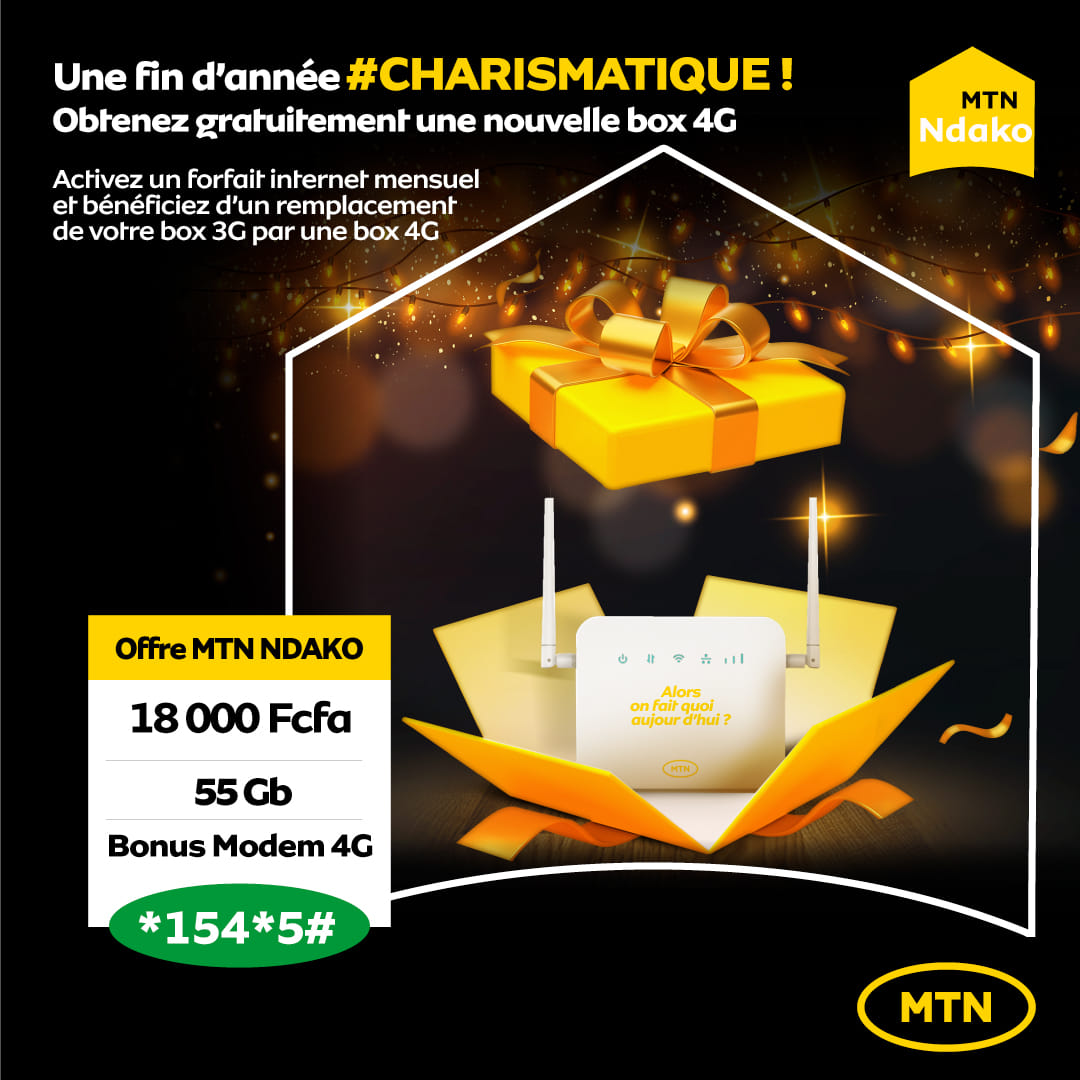 Une fin d'année #CHARISMATIQUE !
Obtenez gratuitement une nouvelle box 4G
Activez un forfait internet mensuel
et bénéficiez d'un remplacement
de votre box 3G par une box 4G
MTN
Ndako
Offre MTN NDAKO
18 000 Fcfa
55 Gb
Bonus Modem 4G
*154*5#
Alors
on fait quoi
aujour d'hui ?
MTN
MTN